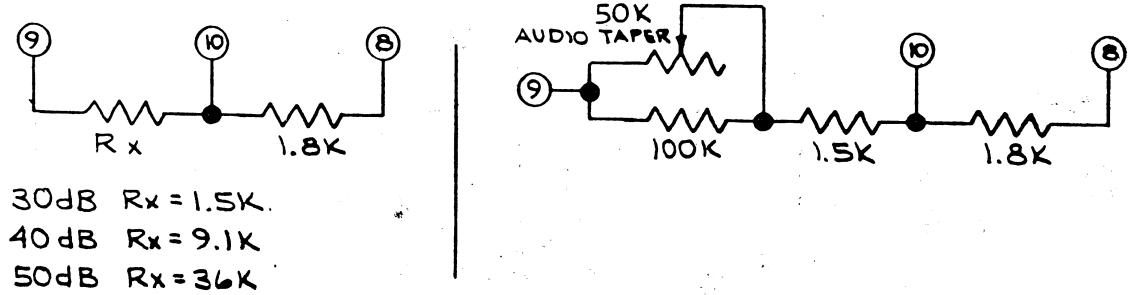 9 10 8
Rx 1.8K
30dB Rx = 1.5K.
40dB Rx = 9.1K
50dB Rx = 36K
50K
AUDIO TAPER
9 10 8
100K 1.5K 1.8K